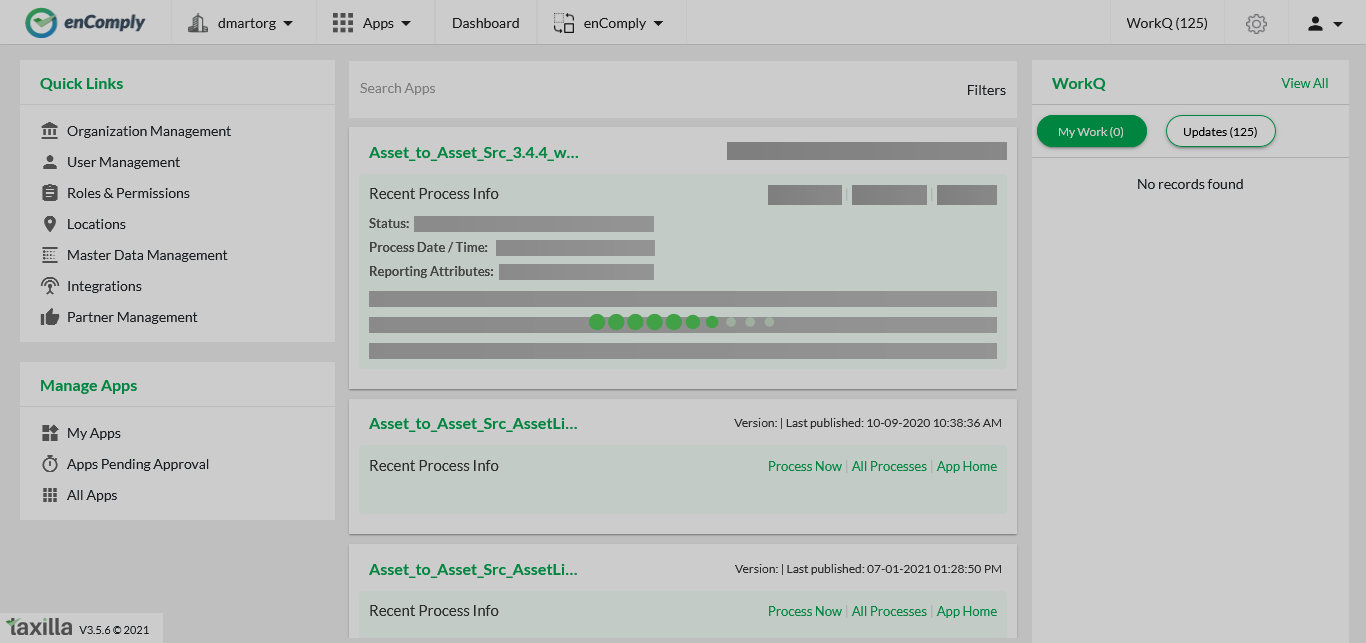 enComply
dmartorg
Apps
Dashboard
enComply
WorkQ (125)
Quick Links
Organization Management
User Management
Roles & Permissions
Locations
Master Data Management
Integrations
Partner Management
Manage Apps
My Apps
Apps Pending Approval
All Apps
Search Apps
Filters
Asset_to_Asset_Src_3.4.4_w...
Recent Process Info
Status:
Process Date / Time:
Reporting Attributes:
Asset_to_Asset_Src_AssetLi...
Version: | Last published: 10-09-2020 10:38:36 AM
Recent Process Info
Process Now | All Processes | App Home
Asset_to_Asset_Src_AssetLi...
Version: | Last published: 07-01-2021 01:28:50 PM
Recent Process Info
Process Now | All Processes | App Home
WorkQ
View All
My Work (0)
Updates (125)
No records found
taxilla V3.5.6 © 2021